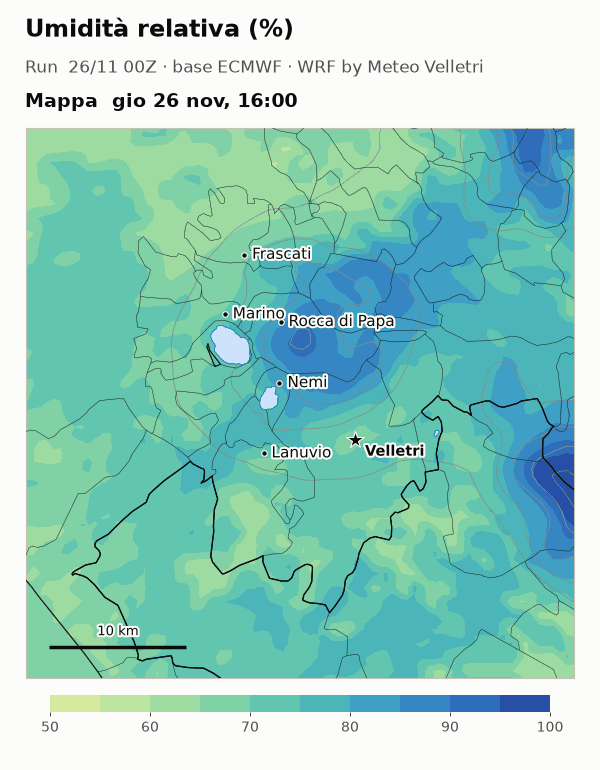 Umidità relativa (%)
Run  26/11 00Z · base ECMWF · WRF by Meteo Velletri
Mappa  gio 26 nov, 16:00
Frascati
Marino
Rocca di Papa
Nemi
Velletri
Lanuvio
10 km
50 60 70 80 90 100